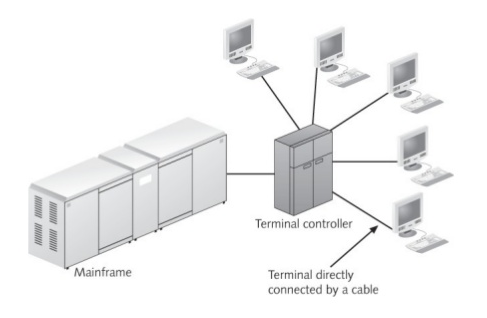 Terminal controller
Mainframe
Terminal directly
connected by a cable